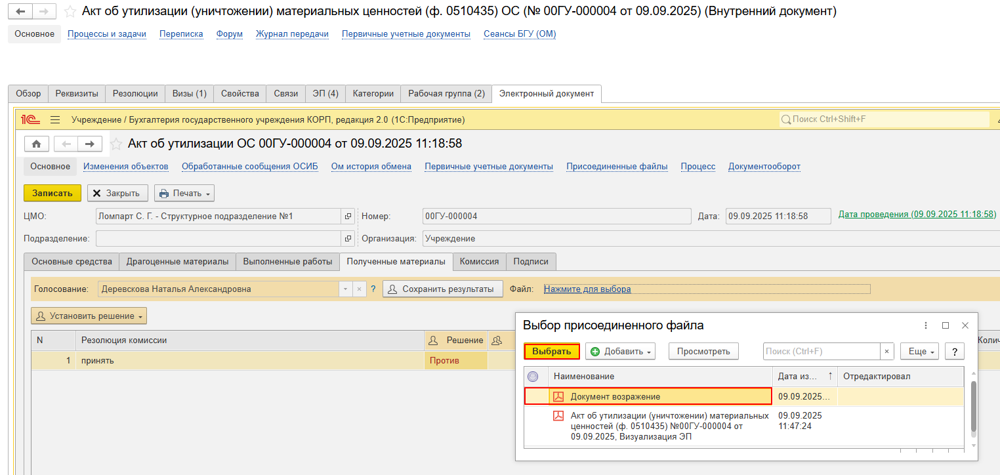 Акт об утилизации (уничтожении) материальных ценностей (ф. 0510435) ОС (№ 00ГУ-000004 от 09.09.2025) (Внутренний документ)
Основное Процессы и задачи Переписка Форум Журнал передачи Первичные учетные документы Сеансы БГУ (ОМ)
Обзор Реквизиты Резолюции Визы (1) Свойства Связи ЭП (4) Категории Рабочая группа (2) Электронный документ
1С Учреждение / Бухгалтерия государственного учреждения КОРП, редакция 2.0 (1С:Предприятие) Поиск Ctrl+Shift+F
Акт об утилизации ОС 00ГУ-000004 от 09.09.2025 11:18:58
Основное Изменения объектов Обработанные сообщения ОСИБ Ом история обмена Первичные учетные документы Присоединенные файлы Процесс Документооборот
Записать Закрыть Печать
ЦМО: Ломпарт С. Г. - Структурное подразделение №1 Номер: 00ГУ-000004 Дата: 09.09.2025 11:18:58 Дата проведения (09.09.2025 11:18:58)
Подразделение: Организация: Учреждение
Основные средства Драгоценные материалы Выполненные работы Полученные материалы Комиссия Подписи
Голосование: Деревскова Наталья Александровна ? Сохранить результаты Файл: Нажмите для выбора
Установить решение
N Резолюция комиссии Решение
1 принять Против
Выбор присоединенного файла
Выбрать Добавить Просмотреть Поиск (Ctrl+F) × Еще ?
Наименование Дата из... ↑ Отредактировал
Документ возражение 09.09.2025...
Акт об утилизации (уничтожении) материальных 09.09.2025
ценностей (ф. 0510435) №00ГУ-000004 от 11:47:24
09.09.2025, Визуализация ЭП